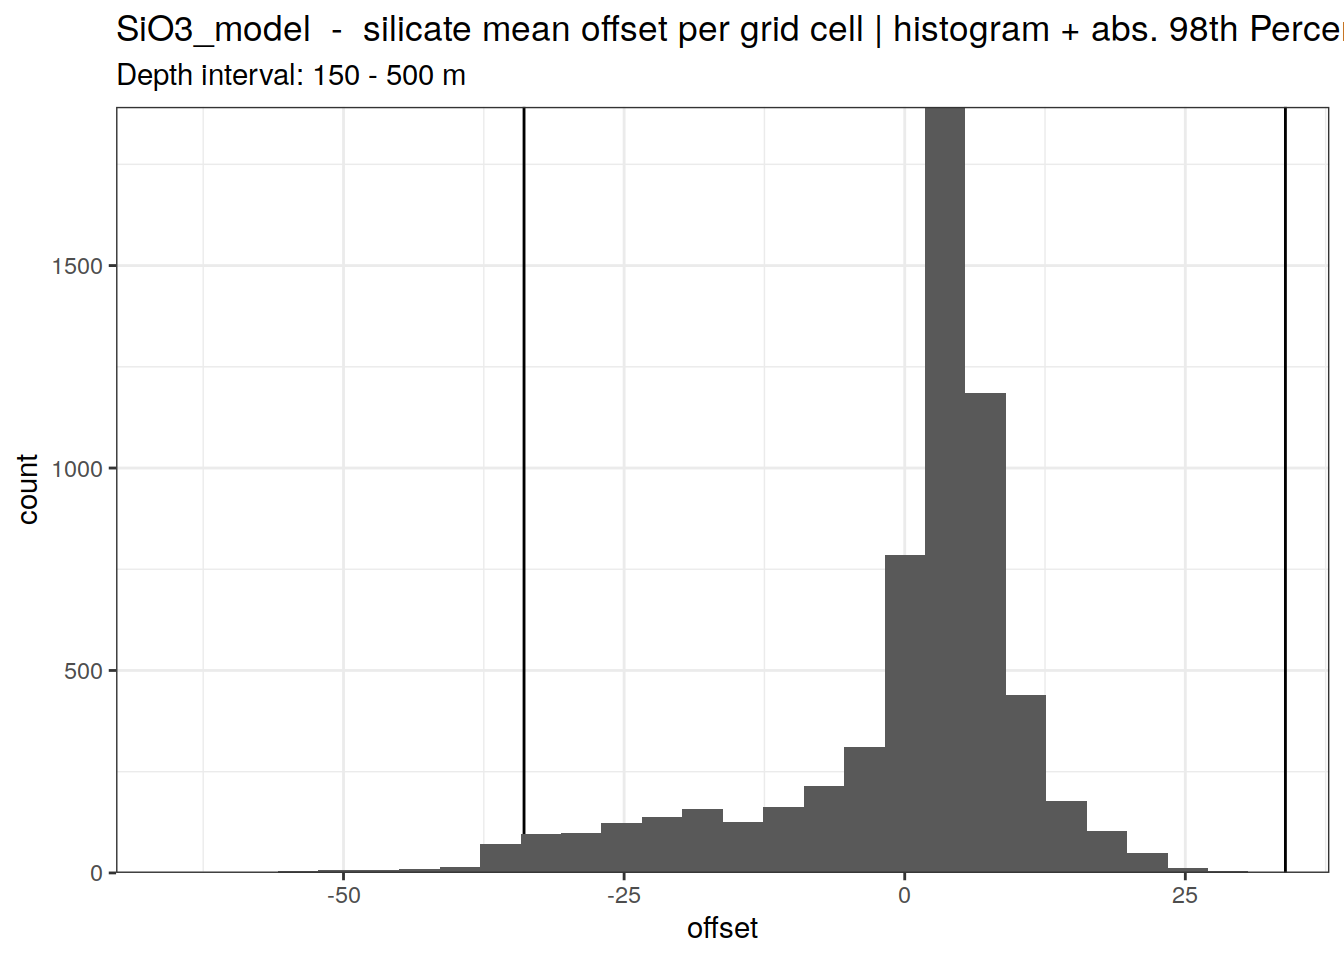 SiO3_model - silicate mean offset per grid cell | histogram + abs. 98th
Depth interval: 150 - 500 m
count
1500
1000
500
0
-50
-25
0
25
offset